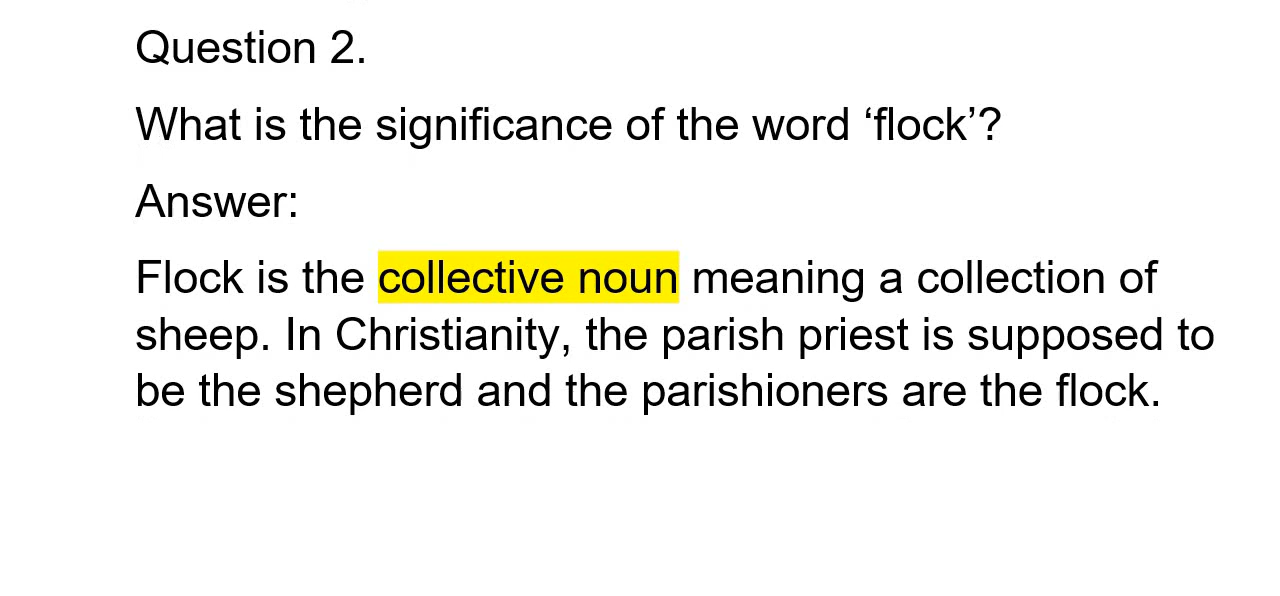 Question 2.
What is the significance of the word ‘flock’?
Answer:
Flock is the collective noun meaning a collection of
sheep. In Christianity, the parish priest is supposed to
be the shepherd and the parishioners are the flock.